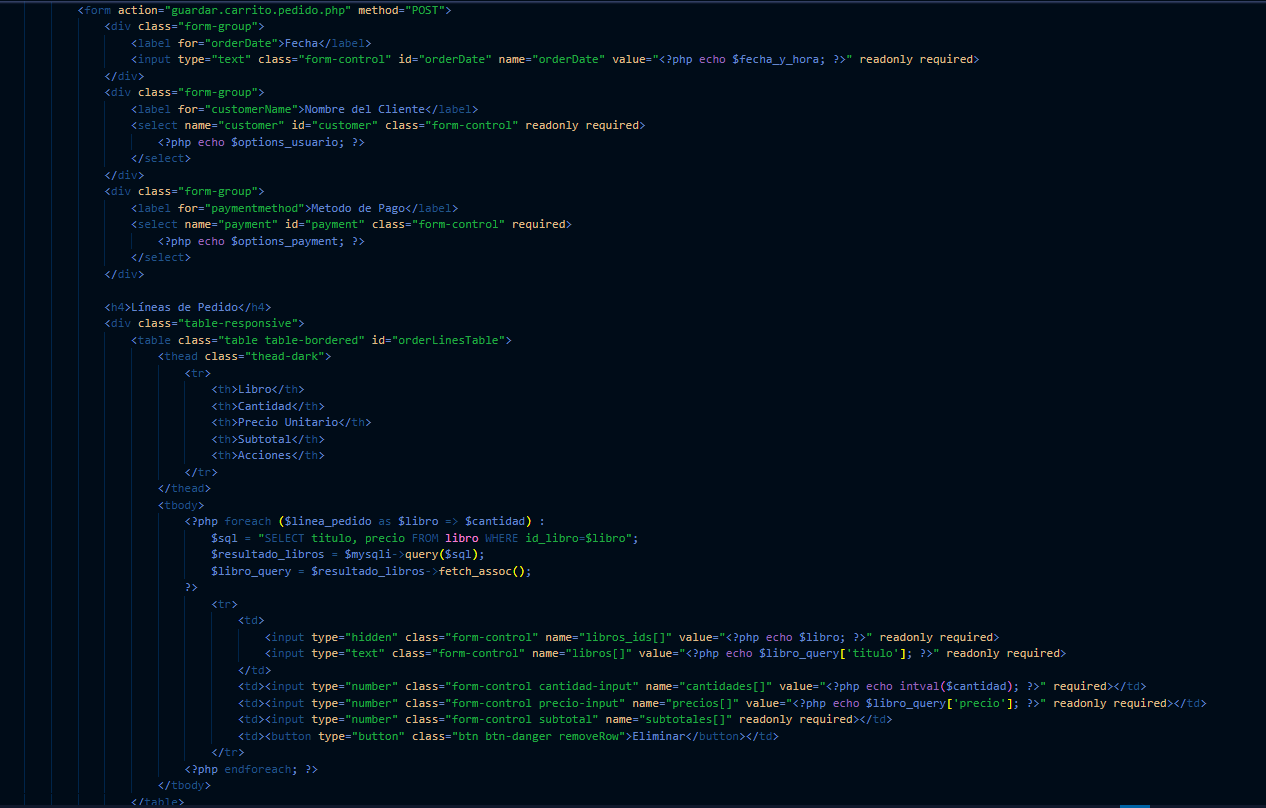 <form action="guardar.carrito.pedido.php" method="POST">
<div class="form-group">
<label for="orderDate">Fecha</label>
<input type="text" class="form-control" id="orderDate" name="orderDate" value="<?php echo $fecha_y_hora; ?>" readonly required>
</div>
<div class="form-group">
<label for="customerName">Nombre del Cliente</label>
<select name="customer" id="customer" class="form-control" readonly required>
<?php echo $options_usuario; ?>
</select>
</div>
<div class="form-group">
<label for="paymentmethod">Metodo de Pago</label>
<select name="payment" id="payment" class="form-control" required>
<?php echo $options_payment; ?>
</select>
</div>
<h4>Líneas de Pedido</h4>
<div class="table-responsive">
<table class="table table-bordered" id="orderLinesTable">
<thead class="thead-dark">
<tr>
<th>Libro</th>
<th>Cantidad</th>
<th>Precio Unitario</th>
<th>Subtotal</th>
<th>Acciones</th>
</tr>
</thead>
<tbody>
<?php foreach ($linea_pedido as $libro => $cantidad) :
$sql = "SELECT titulo, precio FROM libro WHERE id_libro=$libro";
$resultado_libros = $mysqli->query($sql);
$libro_query = $resultado_libros->fetch_assoc();
?>
<tr>
<td>
<input type="hidden" class="form-control" name="libros_ids[]" value="<?php echo $libro; ?>" readonly required>
<input type="text" class="form-control" name="libros[]" value="<?php echo $libro_query['titulo']; ?>" readonly required>
</td>
<td><input type="number" class="form-control cantidad-input" name="cantidades[]" value="<?php echo intval($cantidad); ?>" required></td>
<td><input type="number" class="form-control precio-input" name="precios[]" value="<?php echo $libro_query['precio']; ?>" readonly required></td>
<td><input type="number" class="form-control subtotal" name="subtotales[]" readonly required></td>
<td><button type="button" class="btn btn-danger removeRow">Eliminar</button></td>
</tr>
<?php endforeach; ?>
</tbody>
</table>